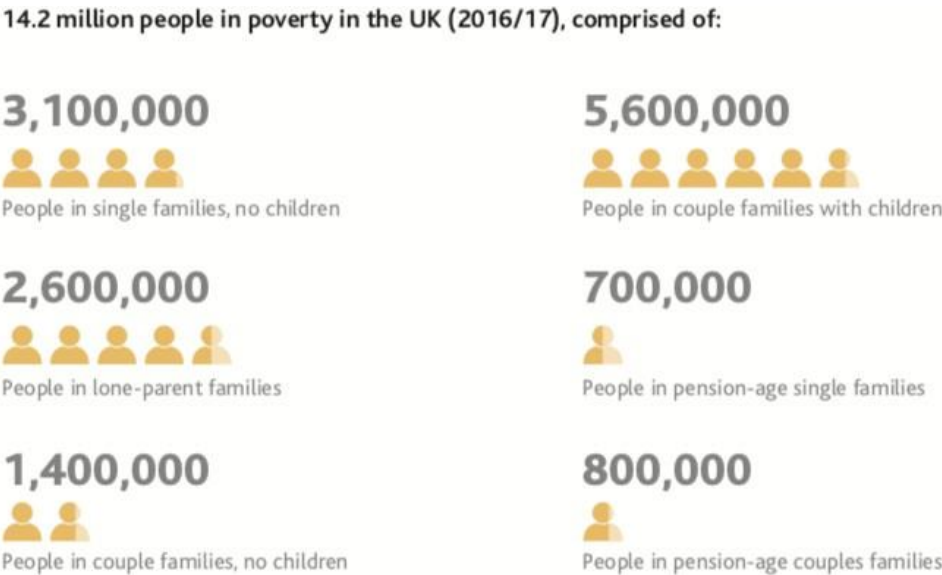 14.2 million people in poverty in the UK (2016/17), comprised of:
3,100,000
People in single families, no children
5,600,000
People in couple families with children
2,600,000
People in lone-parent families
700,000
People in pension-age single families
1,400,000
People in couple families, no children
800,000
People in pension-age couples families